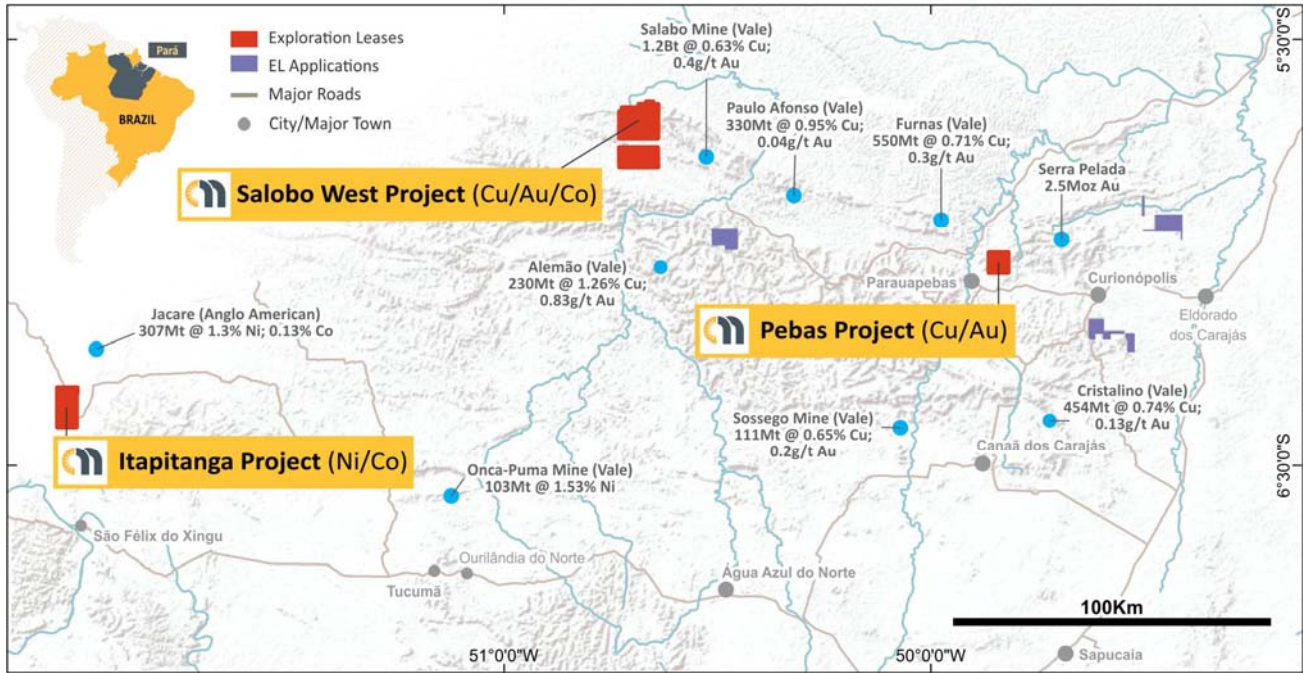 Pará
BRAZIL
Exploration Leases
EL Applications
Major Roads
City/Major Town
Salabo Mine (Vale)
1.2Bt @ 0.63% Cu;
0.4g/t Au
Paulo Afonso (Vale)
330Mt @ 0.95% Cu;
0.04g/t Au
Furnas (Vale)
550Mt @ 0.71% Cu;
0.3g/t Au
Serra Pelada
2.5Moz Au
5°30'0"S
Salobo West Project (Cu/Au/Co)
Alemão (Vale)
230Mt @ 1.26% Cu;
0.83g/t Au
Parauapebas
Curionópolis
Eldorado
dos Carajás
Jacare (Anglo American)
307Mt @ 1.3% Ni; 0.13% Co
Pebas Project (Cu/Au)
Itapitanga Project (Ni/Co)
Sossego Mine (Vale)
111Mt @ 0.65% Cu;
0.2g/t Au
Cristalino (Vale)
454Mt @ 0.74% Cu;
0.13g/t Au
Canaã dos Carajás
6°30'0"S
Onca-Puma Mine (Vale)
103Mt @ 1.53% Ni
São Félix do Xingu
Tucumã
Ourilândia do Norte
Água Azul do Norte
100Km
Sapucaia
51°0'0"W
50°0'0"W